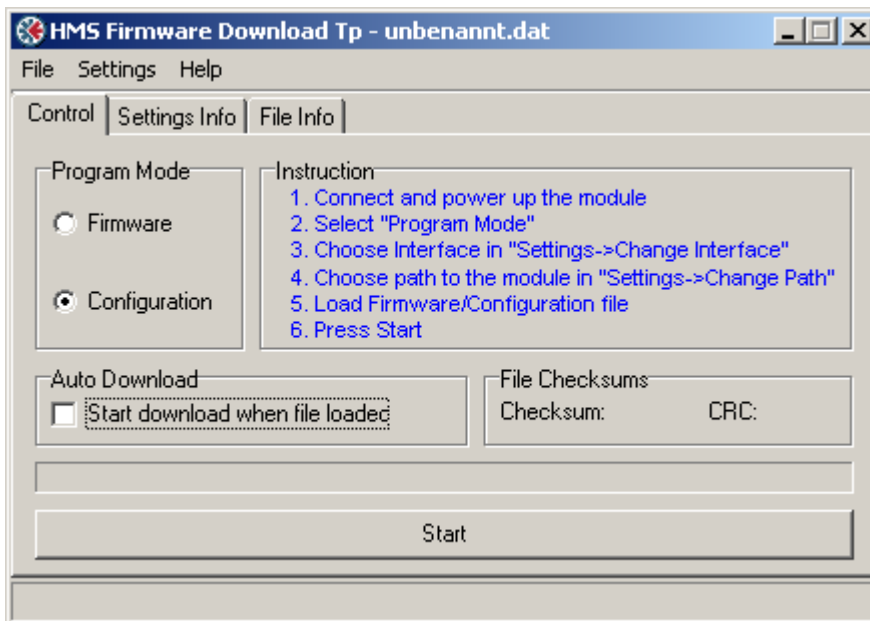 HMS Firmware Download Tp - unbenannt.dat
File Settings Help
Control Settings Info File Info
Program Mode
Firmware
Configuration
Instruction
1. Connect and power up the module
2. Select "Program Mode"
3. Choose Interface in "Settings->Change Interface"
4. Choose path to the module in "Settings->Change Path"
5. Load Firmware/Configuration file
6. Press Start
Auto Download
Start download when file loaded
File Checksums
Checksum: CRC:
Start